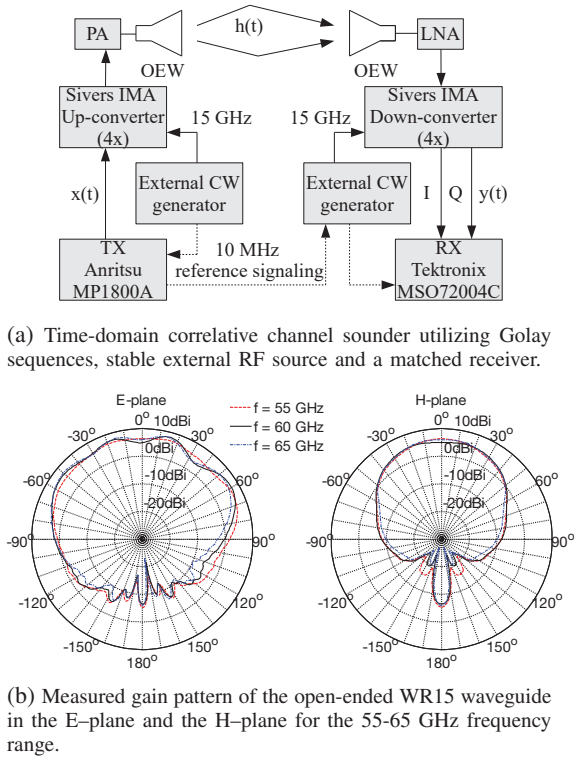 PA
h(t)
LNA
OEW
OEW
Sivers IMA
Up-converter
(4x)
15 GHz
15 GHz
Sivers IMA
Down-converter
(4x)
x(t)
External CW
generator
External CW
generator
I
Q
y(t)
TX
Anritsu
MP1800A
10 MHz
reference signaling
RX
Tektronix
MSO72004C
(a) Time-domain correlative channel sounder utilizing Golay
sequences, stable external RF source and a matched receiver.
E-plane
0° 10dBi
-30°
30°
0dBi
-60°
60°
-10dBi
-20dBi
-90°
90°
-120°
120°
-150°
150°
180°
f = 55 GHz
f = 60 GHz
f = 65 GHz
H-plane
0° 10dBi
-30°
30°
0dBi
-60°
60°
-10dBi
-20dBi
-90°
90°
-120°
120°
-150°
150°
180°
(b) Measured gain pattern of the open-ended WR15 waveguide
in the E–plane and the H–plane for the 55-65 GHz frequency
range.